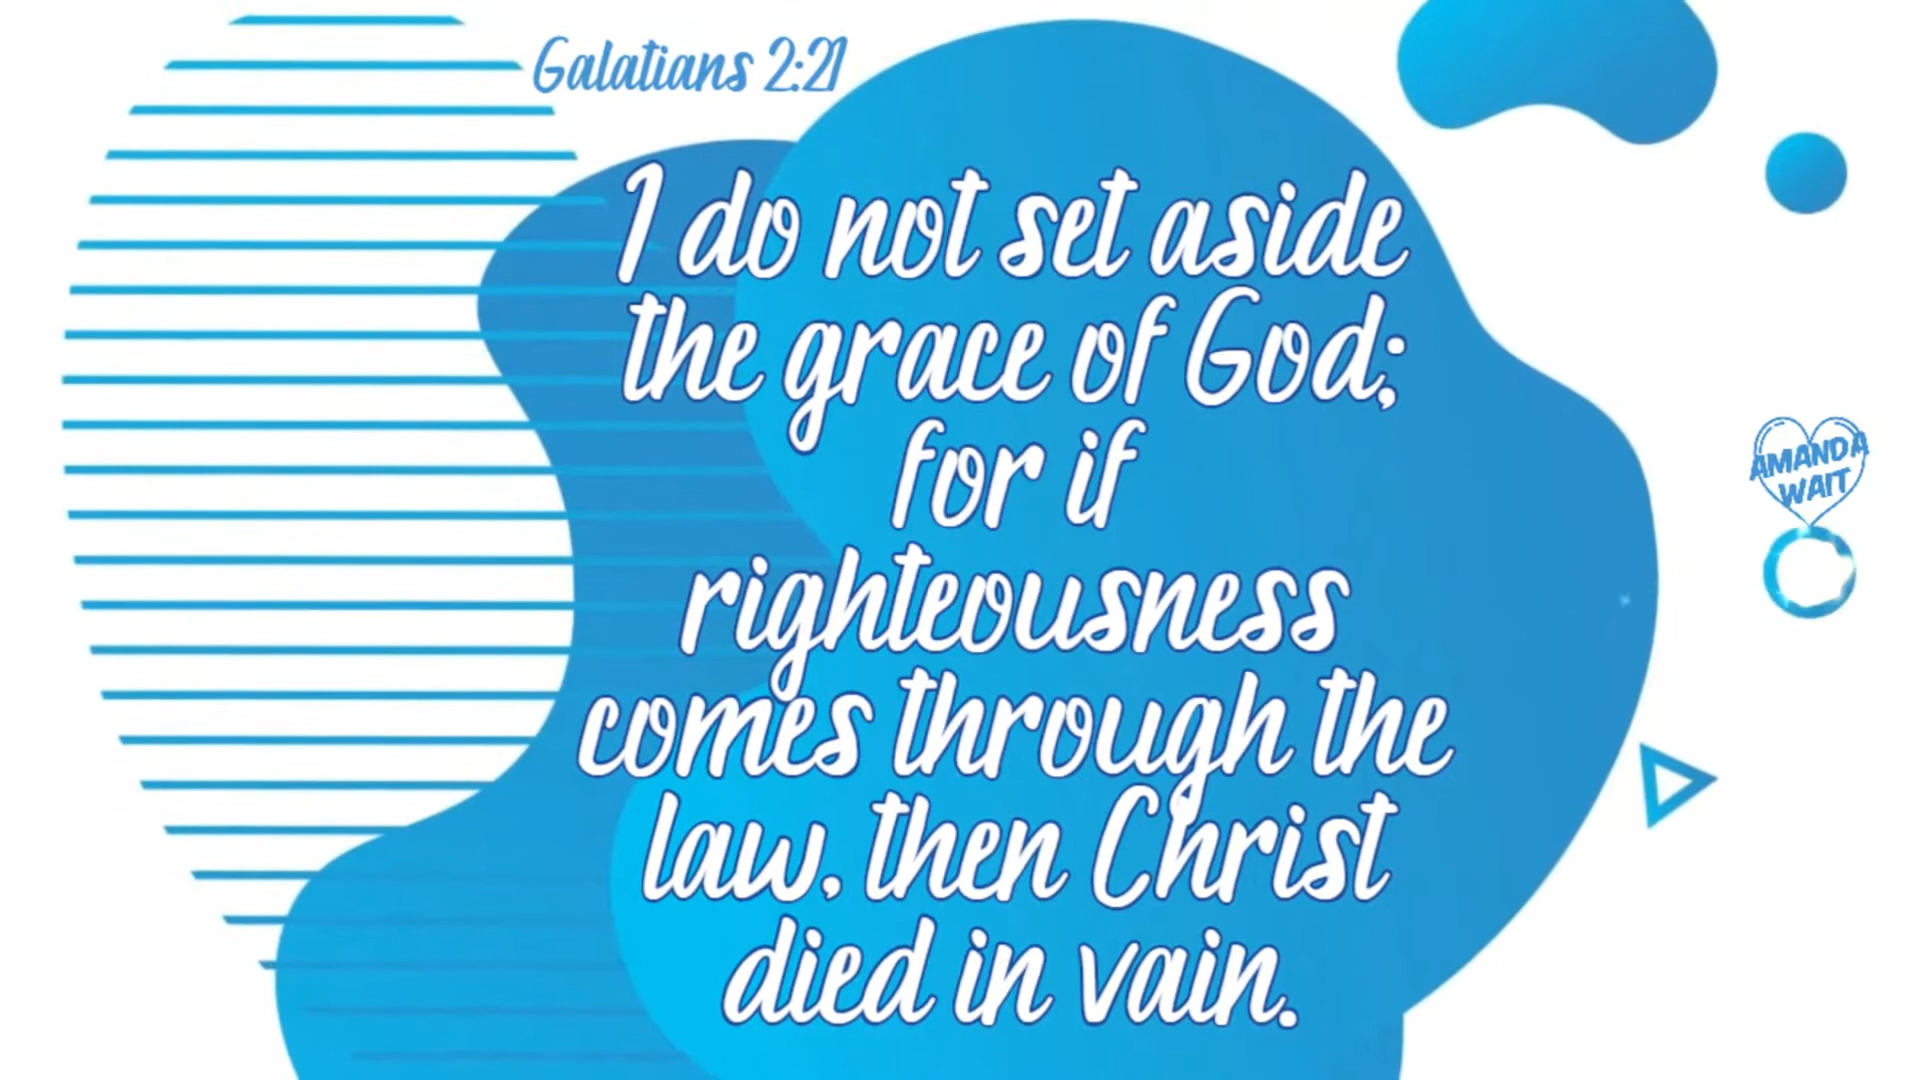 Galatians 2:21
I do not set aside
the grace of God;
for if
righteousness
comes through the
law, then Christ
died in vain.
AMANDA
WAIT